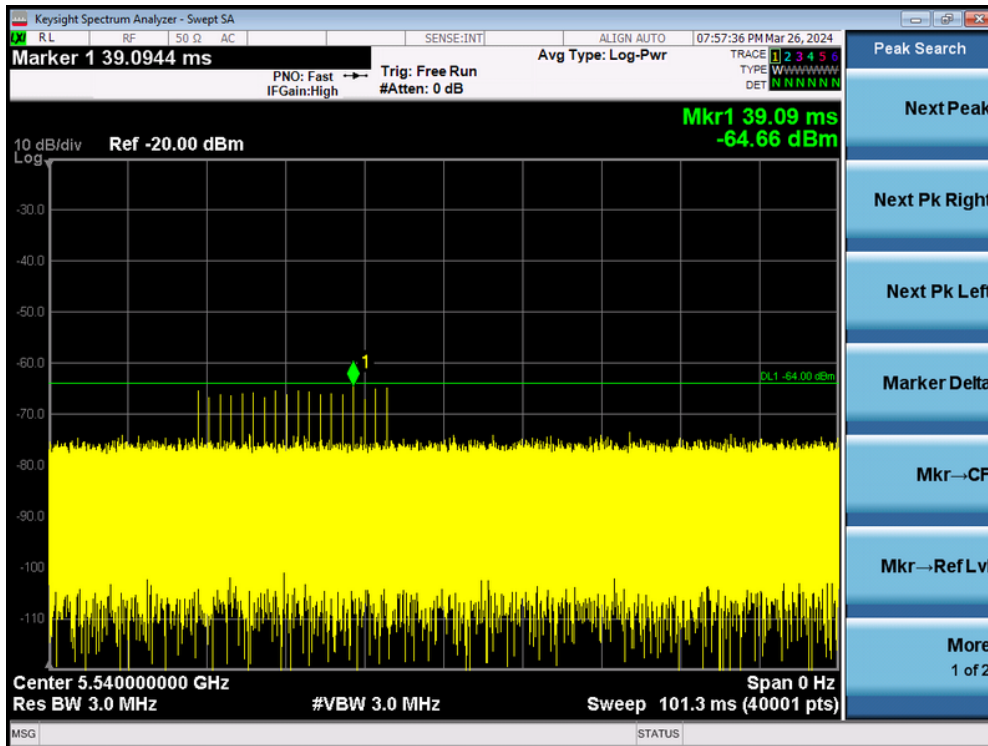 Keysight Spectrum Analyzer - Swept SA
LXI RL RF 50 Ω AC SENSE:INT ALIGN AUTO 07:57:36 PM Mar 26, 2024
Marker 1 39.0944 ms
PNO: Fast
IFGain:High
Trig: Free Run
#Atten: 0 dB
Avg Type: Log-Pwr
TRACE 1 2 3 4 5 6
TYPE WWWWWW
DET N N N N N N
Peak Search
Mkr1 39.09 ms
-64.66 dBm
10 dB/div Ref -20.00 dBm
Log
-30.0
-40.0
-50.0
-60.0
-70.0
-80.0
-90.0
-100
-110
1
DL1 -64.00 dBm
Center 5.540000000 GHz Span 0 Hz
Res BW 3.0 MHz #VBW 3.0 MHz Sweep 101.3 ms (40001 pts)
MSG STATUS
Next Peak
Next Pk Right
Next Pk Left
Marker Delta
Mkr→CF
Mkr→Ref Lvl
More
1 of 2